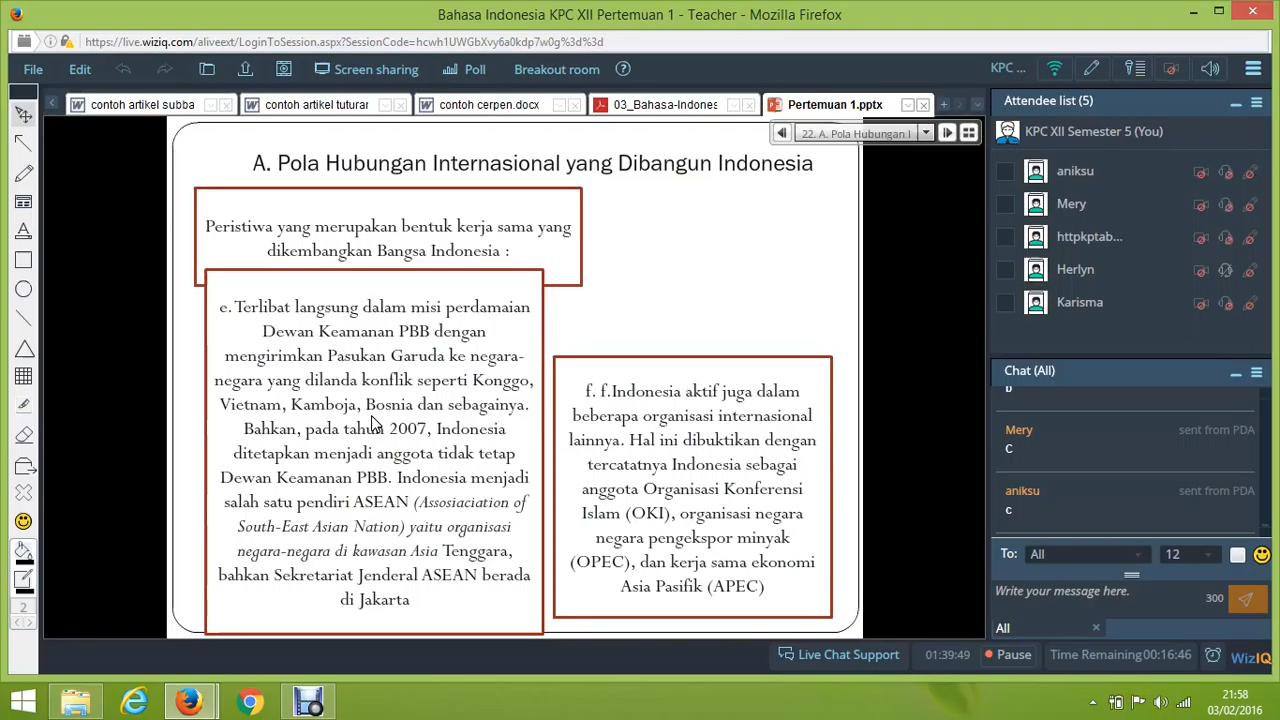 Bahasa Indonesia KPC XII Pertemuan 1 - Teacher - Mozilla Firefox
https://live.wiziq.com/aliveext/LoginToSession.aspx?SessionCode=hcwh1UWGbXvy6a0kdp7w0g%3d%3d
File Edit Screen sharing Poll Breakout room ? KPC ...
contoh artikel subba
contoh artikel tuturar
contoh cerpen.docx
03_Bahasa-Indones
Pertemuan 1.pptx
22. A. Pola Hubungan I
A. Pola Hubungan Internasional yang Dibangun Indonesia
Peristiwa yang merupakan bentuk kerja sama yang
dikembangkan Bangsa Indonesia :
e. Terlibat langsung dalam misi perdamaian
Dewan Keamanan PBB dengan
mengirimkan Pasukan Garuda ke negara-
negara yang dilanda konflik seperti Konggo,
Vietnam, Kamboja, Bosnia dan sebagainya.
Bahkan, pada tahun 2007, Indonesia
ditetapkan menjadi anggota tidak tetap
Dewan Keamanan PBB. Indonesia menjadi
salah satu pendiri ASEAN (Assosiaciation of
South-East Asian Nation) yaitu organisasi
negara-negara di kawasan Asia Tenggara,
bahkan Sekretariat Jenderal ASEAN berada
di Jakarta
f. f.Indonesia aktif juga dalam
beberapa organisasi internasional
lainnya. Hal ini dibuktikan dengan
tercatatnya Indonesia sebagai
anggota Organisasi Konferensi
Islam (OKI), organisasi negara
negara pengekspor minyak
(OPEC), dan kerja sama ekonomi
Asia Pasifik (APEC)
Attendee list (5)
KPC XII Semester 5 (You)
aniksu
Mery
httpkptab...
Herlyn
Karisma
Chat (All)
b
Mery sent from PDA
C
aniksu sent from PDA
c
To: All 12
Write your message here. 300
All
2
Live Chat Support 01:39:49 Pause Time Remaining 00:16:46 WizIQ
21:58
03/02/2016